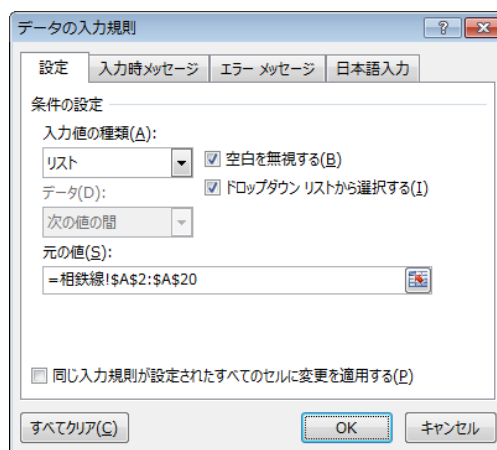 データの入力規則
設定 入力時メッセージ エラー メッセージ 日本語入力
条件の設定
入力値の種類(A):
リスト
空白を無視する(B)
データ(D):
ドロップダウン リストから選択する(I)
次の値の間
元の値(S):
=相鉄線!$A$2:$A$20
同じ入力規則が設定されたすべてのセルに変更を適用する(P)
すべてクリア(C) OK キャンセル